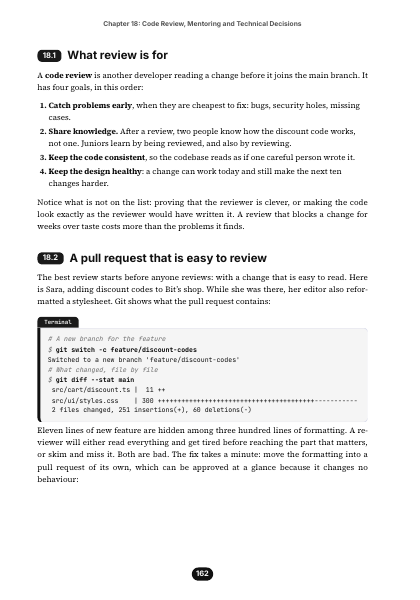 Chapter 18: Code Review, Mentoring and Technical Decisions
18.1 What review is for
A code review is another developer reading a change before it joins the main branch. It
has four goals, in this order:
1. Catch problems early, when they are cheapest to fix: bugs, security holes, missing
cases.
2. Share knowledge. After a review, two people know how the discount code works,
not one. Juniors learn by being reviewed, and also by reviewing.
3. Keep the code consistent, so the codebase reads as if one careful person wrote it.
4. Keep the design healthy: a change can work today and still make the next ten
changes harder.
Notice what is not on the list: proving that the reviewer is clever, or making the code
look exactly as the reviewer would have written it. A review that blocks a change for
weeks over taste costs more than the problems it finds.
18.2 A pull request that is easy to review
The best review starts before anyone reviews: with a change that is easy to read. Here
is Sara, adding discount codes to Bit's shop. While she was there, her editor also refor-
matted a stylesheet. Git shows what the pull request contains:
Terminal
# A new branch for the feature
$ git switch -c feature/discount-codes
Switched to a new branch 'feature/discount-codes'
# What changed, file by file
$ git diff --stat main
src/cart/discount.ts | 11 ++
src/ui/styles.css | 300 ++++++++++++++++++++++++++++++++++++++++-----------
2 files changed, 251 insertions(+), 60 deletions(-)
Eleven lines of new feature are hidden among three hundred lines of formatting. A re-
viewer will either read everything and get tired before reaching the part that matters,
or skim and miss it. Both are bad. The fix takes a minute: move the formatting into a
pull request of its own, which can be approved at a glance because it changes no
behaviour:
162